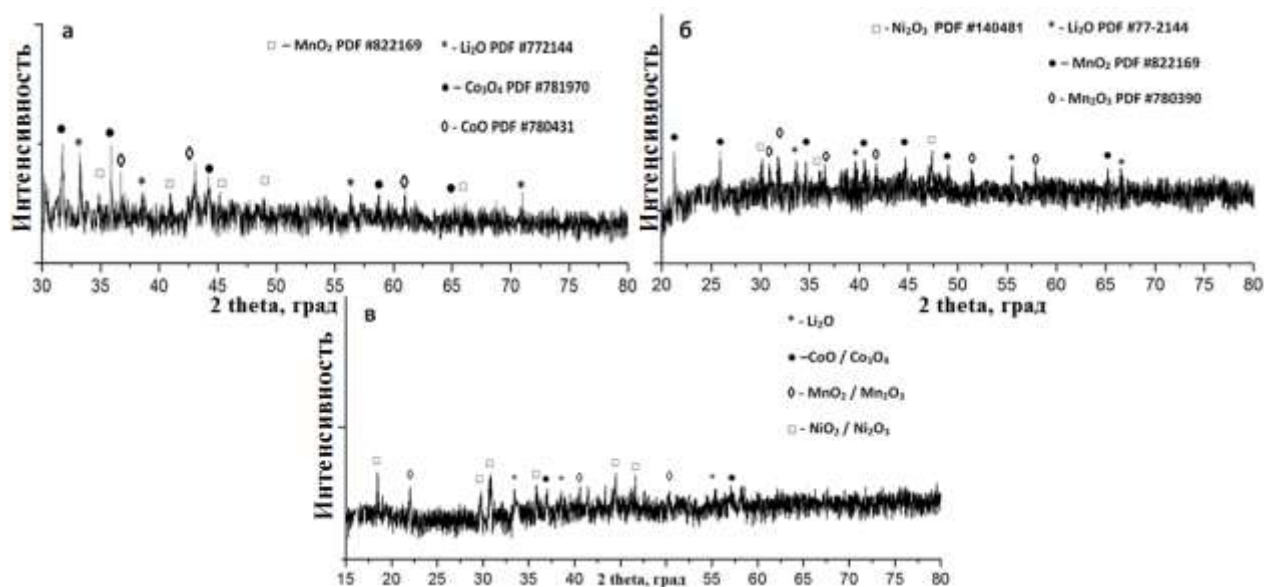 а
□ – MnO₂ PDF #822169 * – Li₂O PDF #772144
● – Co₃O₄ PDF #781970
◊ - CoO PDF #780431
Интенсивность
30 35 40 45 50 55 60 65 70 75 80
2 theta, град
б
□ - Ni₂O₃ PDF #140481 * - Li₂O PDF #77-2144
● – MnO₂ PDF #822169
◊ - Mn₂O₃ PDF #780390
Интенсивность
20 25 30 35 40 45 50 55 60 65 70 75 80
2 theta, град
в
* - Li₂O
● –CoO / Co₃O₄
◊ - MnO₂ / Mn₂O₃
□ - NiO₂ / Ni₂O₃
Интенсивность
15 20 25 30 35 40 45 50 55 60 65 70 75 80
2 theta, град